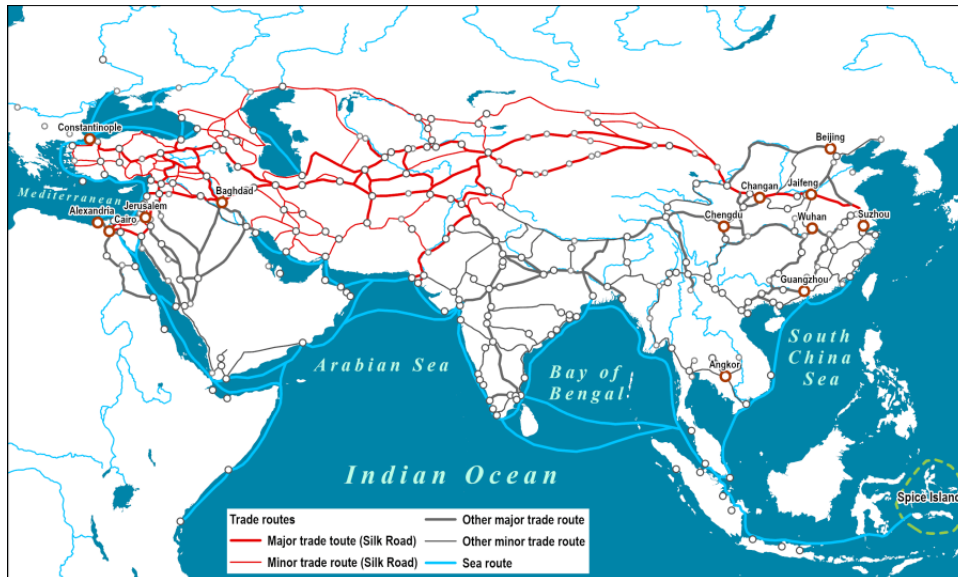 Constantinople
Beijing
Mediterranean
Baghdad
Alexandria
Jerusalem
Cairo
Changan
Jaifeng
Chengdu
Wuhan
Suzhou
Guangzhou
Arabian Sea
Bay of
Bengal
Angkor
South
China
Sea
Indian Ocean
Spice Island
Trade routes
Major trade toute (Silk Road)
Minor trade route (Silk Road)
Other major trade route
Other minor trade route
Sea route